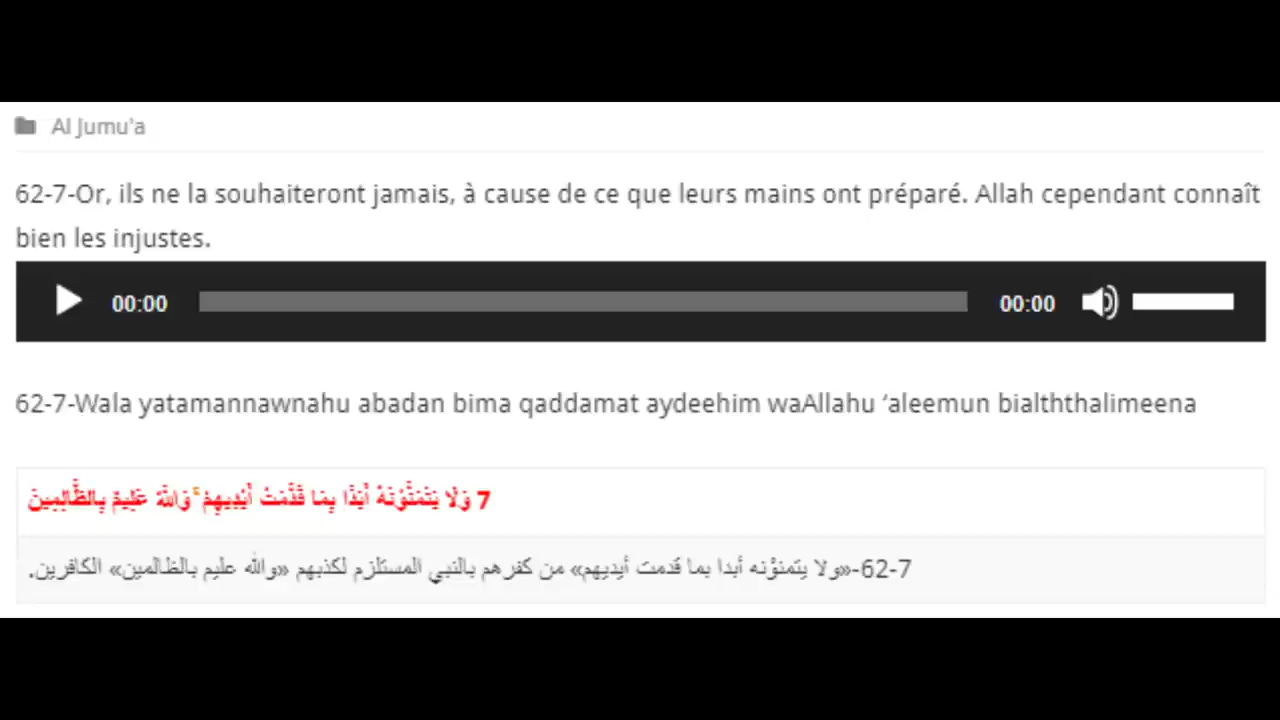 Al Jumu'a
62-7-Or, ils ne la souhaiteront jamais, à cause de ce que leurs mains ont préparé. Allah cependant connaît
bien les injustes.
00:00 00:00
62-7-Wala yatamannawnahu abadan bima qaddamat aydeehim waAllahu ‘aleemun bialththalimeena
7 وَلَا يَتَمَنَّوْنَهُ أَبَدًا بِمَا قَدَّمَتْ أَيْدِيهِمْ ۚ وَاللَّهُ عَلِيمٌ بِالظَّالِمِينَ
62-7-«ولا يتمنوْنه أبدا بما قدمت أيديهم» من كفرهم بالنبي المستلزم لكذبهم «والله عليم بالظالمين» الكافرين.